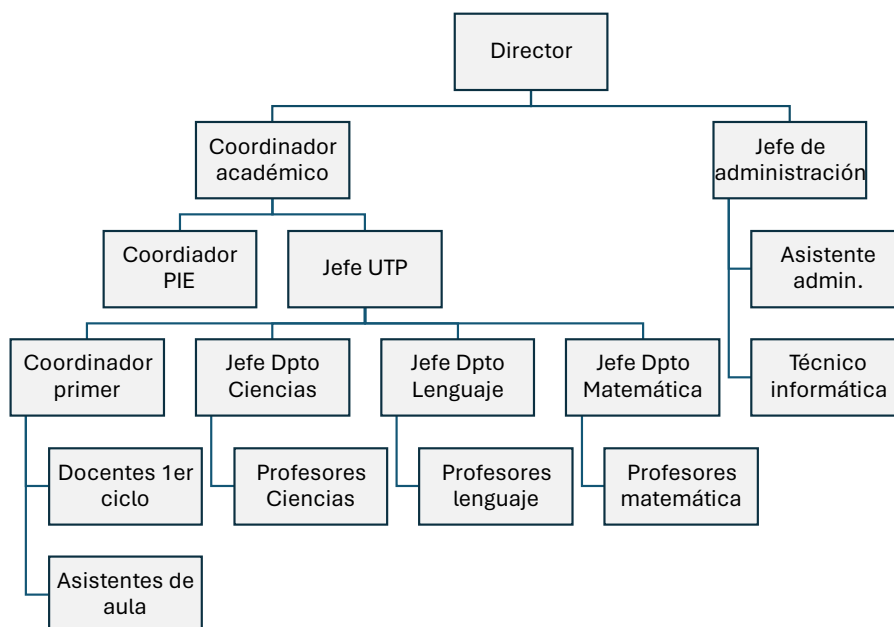 Director
Coordinador
académico
Jefe de
administración
Coordiador
PIE
Jefe UTP
Asistente
admin.
Coordinador
primer
Jefe Dpto
Ciencias
Jefe Dpto
Lenguaje
Jefe Dpto
Matemática
Técnico
informática
Docentes 1er
ciclo
Profesores
Ciencias
Profesores
lenguaje
Profesores
matemática
Asistentes de
aula